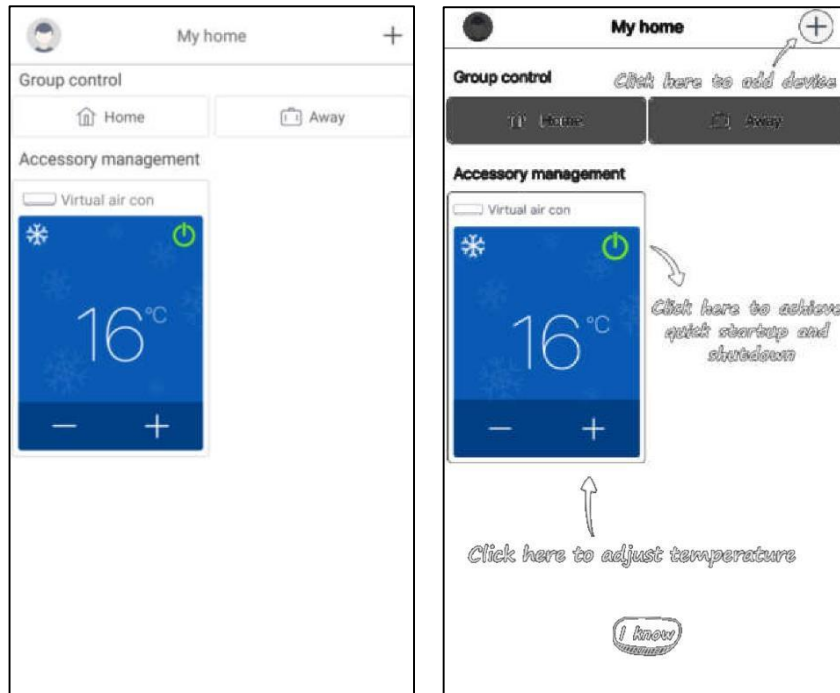 My home
+
Group control
Home
Away
Accessory management
Virtual air con
16°C
— +
My home
+
Click here to add device
Group control
Home
Away
Accessory management
Virtual air con
16°C
— +
Click here to achieve
quick startup and
shutdown
Click here to adjust temperature
I know